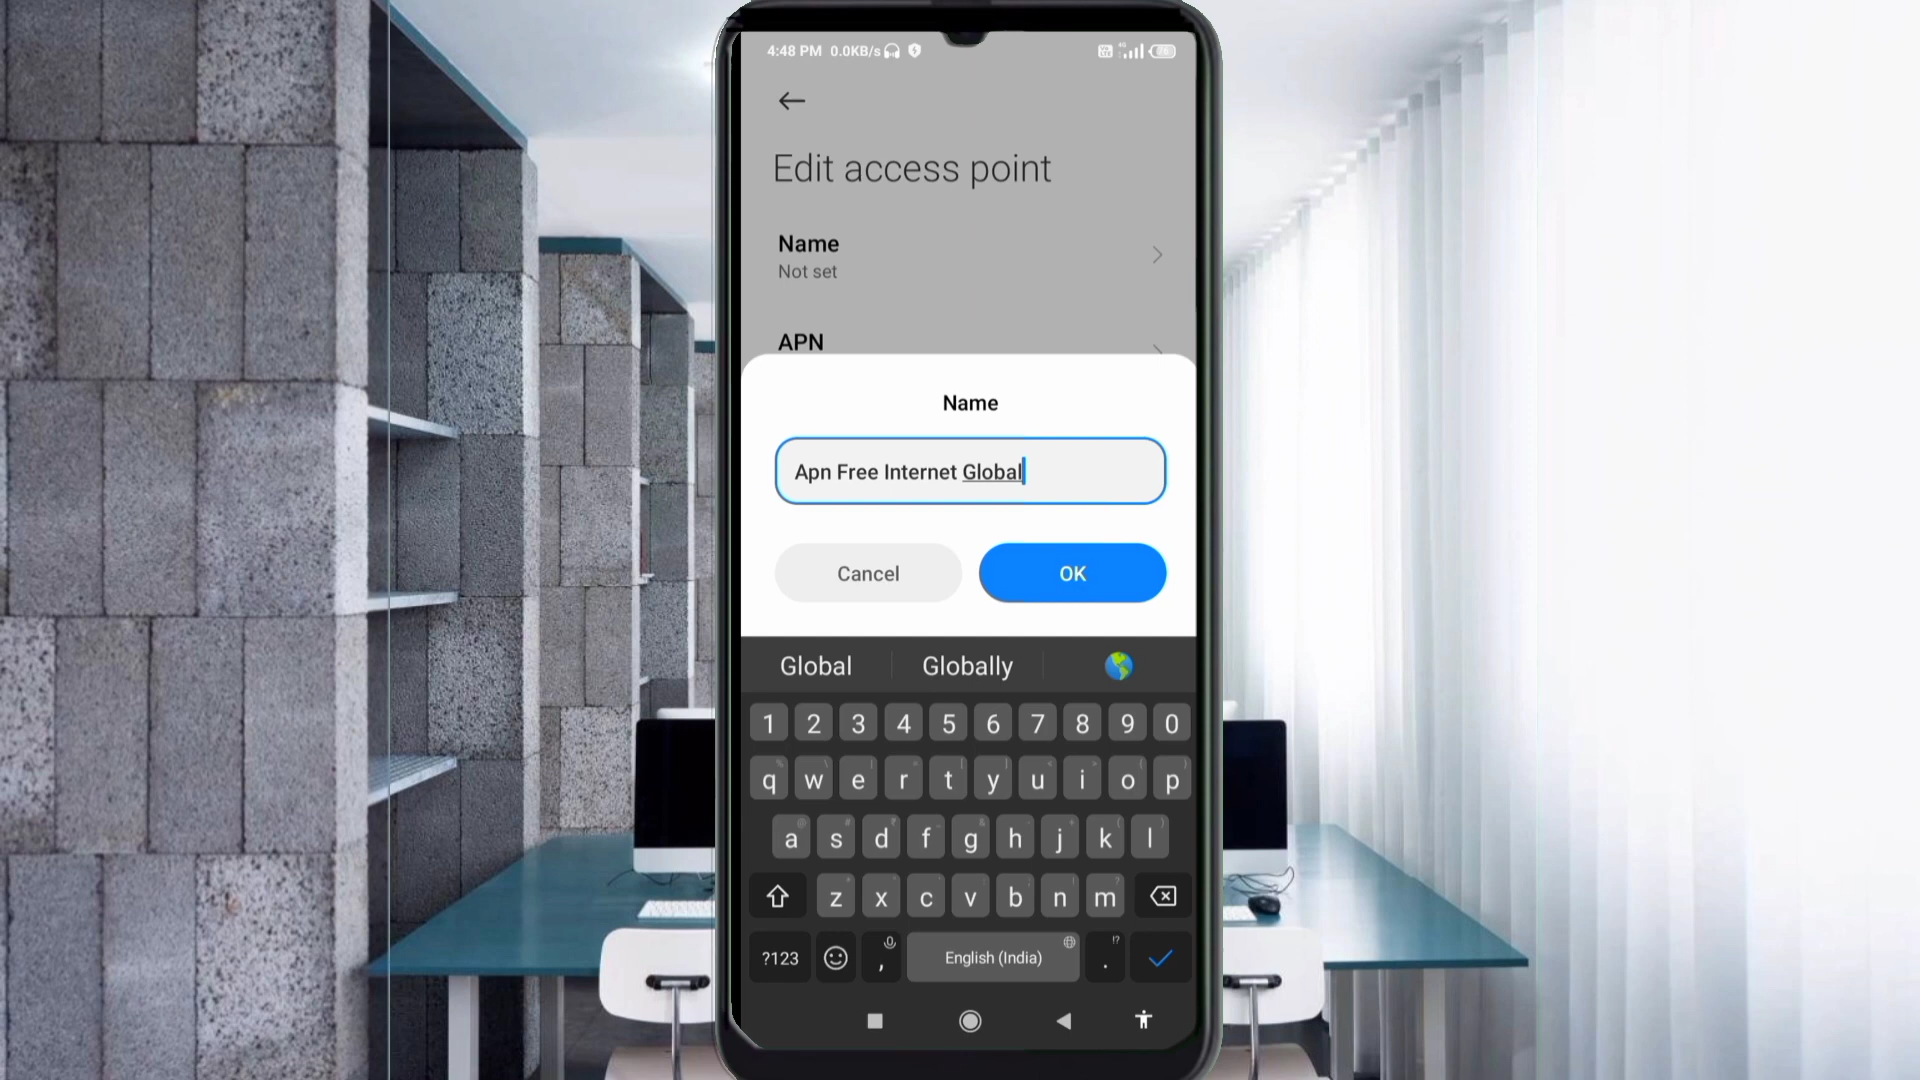 4:48 PM 0.0KB/s
Edit access point
Name
Not set
APN
Name
Apn Free Internet Global
Cancel OK
Global Globally
1 2 3 4 5 6 7 8 9 0
q w e r t y u i o p
a s d f g h j k l
z x c v b n m
?123 , English (India) . !?